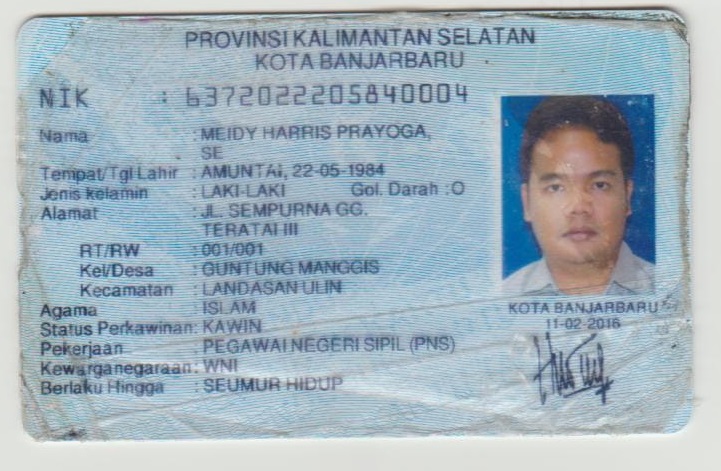 PROVINSI KALIMANTAN SELATAN
KOTA BANJARBARU
NIK : 6372022205840004
Nama : MEIDY HARRIS PRAYOGA,
SE
Tempat/Tgl Lahir : AMUNTAI, 22-05-1984
Jenis kelamin : LAKI-LAKI Gol. Darah : O
Alamat : JL. SEMPURNA GG.
TERATAI III
RT/RW : 001/001
Kel/Desa : GUNTUNG MANGGIS
Kecamatan : LANDASAN ULIN
Agama : ISLAM
Status Perkawinan: KAWIN
Pekerjaan : PEGAWAI NEGERI SIPIL (PNS)
Kewarganegaraan: WNI
Berlaku Hingga : SEUMUR HIDUP
KOTA BANJARBARU
11-02-2016